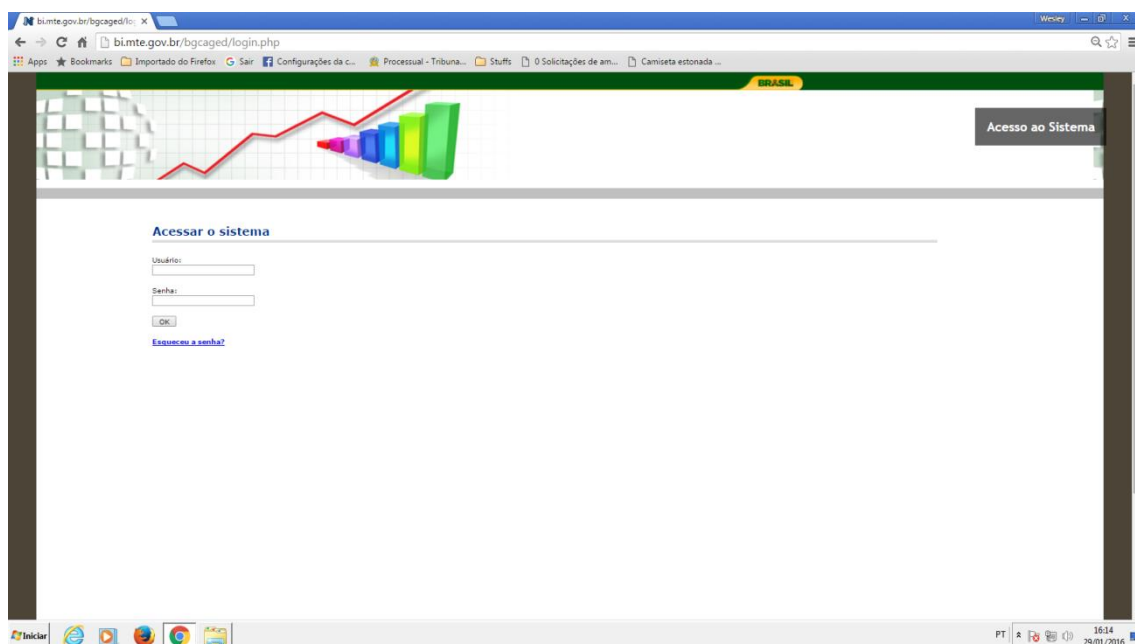 bi.mte.gov.br/bgcaged/lo
Wesley
bi.mte.gov.br/bgcaged/login.php
Apps Bookmarks Importado do Firefox Sair Configurações da c... Processual - Tribuna... Stuffs 0 Solicitações de am... Camiseta estonada ...
BRASIL
Acesso ao Sistema
Acessar o sistema
Usuário:
Senha:
OK
Esqueceu a senha?
Iniciar
PT
16:14
29/01/2016